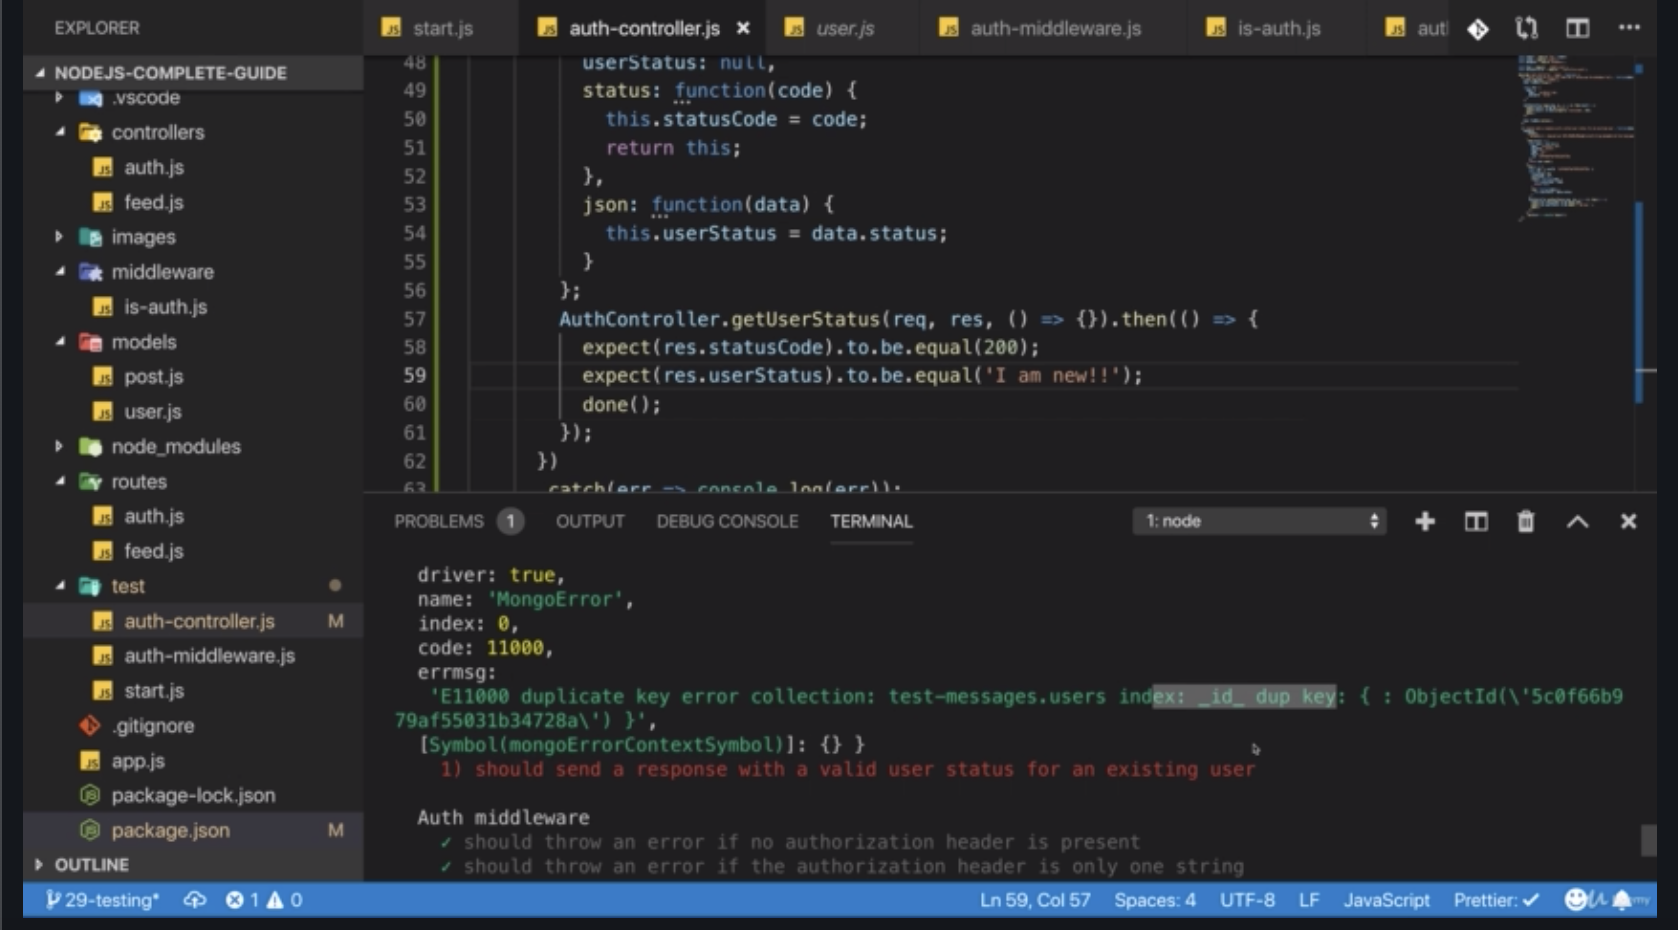 EXPLORER
start.js
auth-controller.js
user.js
auth-middleware.js
is-auth.js
aut
NODEJS-COMPLETE-GUIDE
.vscode
controllers
auth.js
feed.js
images
middleware
is-auth.js
models
post.js
user.js
node_modules
routes
auth.js
feed.js
test
auth-controller.js M
auth-middleware.js
start.js
.gitignore
app.js
package-lock.json
package.json M
OUTLINE
48 userStatus: null,
49 status: function(code) {
50 this.statusCode = code;
51 return this;
52 },
53 json: function(data) {
54 this.userStatus = data.status;
55 }
56 };
57 AuthController.getUserStatus(req, res, () => {}).then(() => {
58 expect(res.statusCode).to.be.equal(200);
59 expect(res.userStatus).to.be.equal('I am new!!');
60 done();
61 });
62 })
63 .catch(err => console.log(err));
PROBLEMS 1 OUTPUT DEBUG CONSOLE TERMINAL 1: node
driver: true,
name: 'MongoError',
index: 0,
code: 11000,
errmsg:
'E11000 duplicate key error collection: test-messages.users index: _id_ dup key: { : ObjectId(\'5c0f66b9
79af55031b34728a\') }',
[Symbol(mongoErrorContextSymbol)]: {} }
1) should send a response with a valid user status for an existing user
Auth middleware
✓ should throw an error if no authorization header is present
✓ should throw an error if the authorization header is only one string
29-testing* 1 0 Ln 59, Col 57 Spaces: 4 UTF-8 LF JavaScript Prettier: ✓